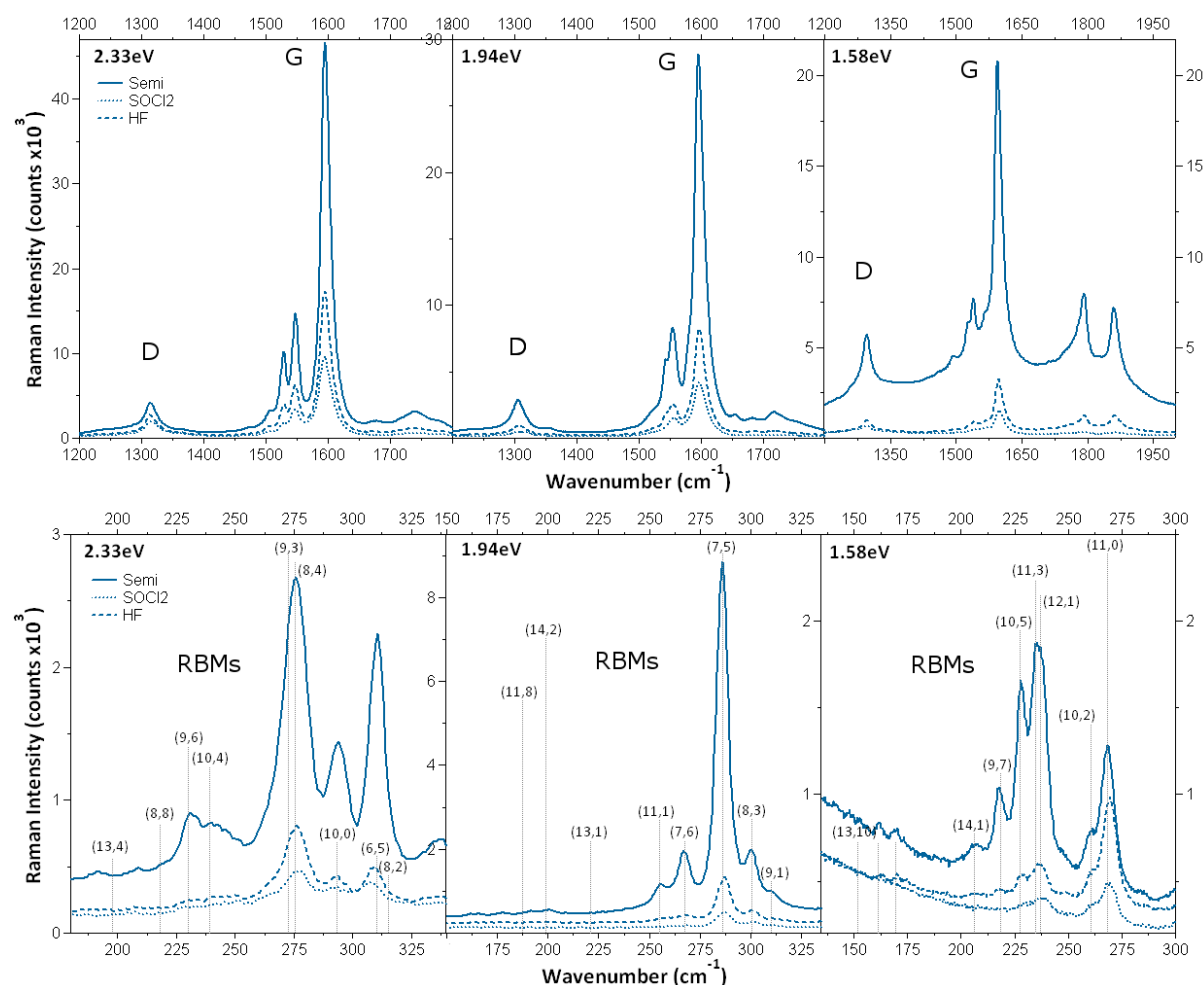 1200 1300 1400 1500 1600 1700 1300 1400 1500 1600 1700 1200 1350 1500 1650 1800 1950
2.33eV 1.94eV 1.58eV
G G G
Semi
SOCl2
HF
D D D
Raman Intensity (counts x10³)
40 30 20 10 0
30 20 10
20 15 10 5
20 15 10 5
1200 1300 1400 1500 1600 1700 1300 1400 1500 1600 1700 1350 1500 1650 1800 1950
Wavenumber (cm⁻¹)
200 225 250 275 300 325 150 175 200 225 250 275 300 325 150 175 200 225 250 275 300
2.33eV 1.94eV 1.58eV
Semi
SOCl2
HF
RBMs RBMs RBMs
(9,3)
(8,4)
(9,6)
(10,4)
(8,8)
(13,4)
(10,0)
(6,5)
(8,2)
(7,5)
(14,2)
(11,8)
(11,1)
(13,1)
(7,6)
(8,3)
(9,1)
(11,0)
(11,3)
(12,1)
(10,5)
(10,2)
(9,7)
(14,1)
(13,10)
Raman Intensity (counts x10³)
3 2 1 0
8 6 4 2
2 1
2 1
200 225 250 275 300 325 200 225 250 275 300 325 150 175 200 225 250 275 300
Wavenumber (cm⁻¹)